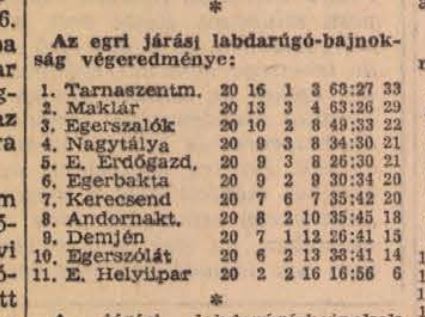 *
Az egri járási labdarúgó-bajnok-
ság végeredménye:
1. Tarnaszentm. 20 16 1 3 63:27 33
2. Maklár 20 13 3 4 63:26 29
3. Egerszalók 20 10 2 8 49:33 22
4. Nagytálya 20 9 3 8 34:30 21
5. E. Erdőgazd. 20 9 3 8 26:30 21
6. Egerbakta 20 9 2 9 30:34 20
7. Kerecsend 20 7 6 7 35:42 20
8. Andornakt. 20 8 2 10 35:45 18
9. Demjén 20 7 1 12 26:41 15
10. Egerszólát 20 6 2 13 38:41 14
11. E. Helyiipar 20 2 2 16 16:56 6
*